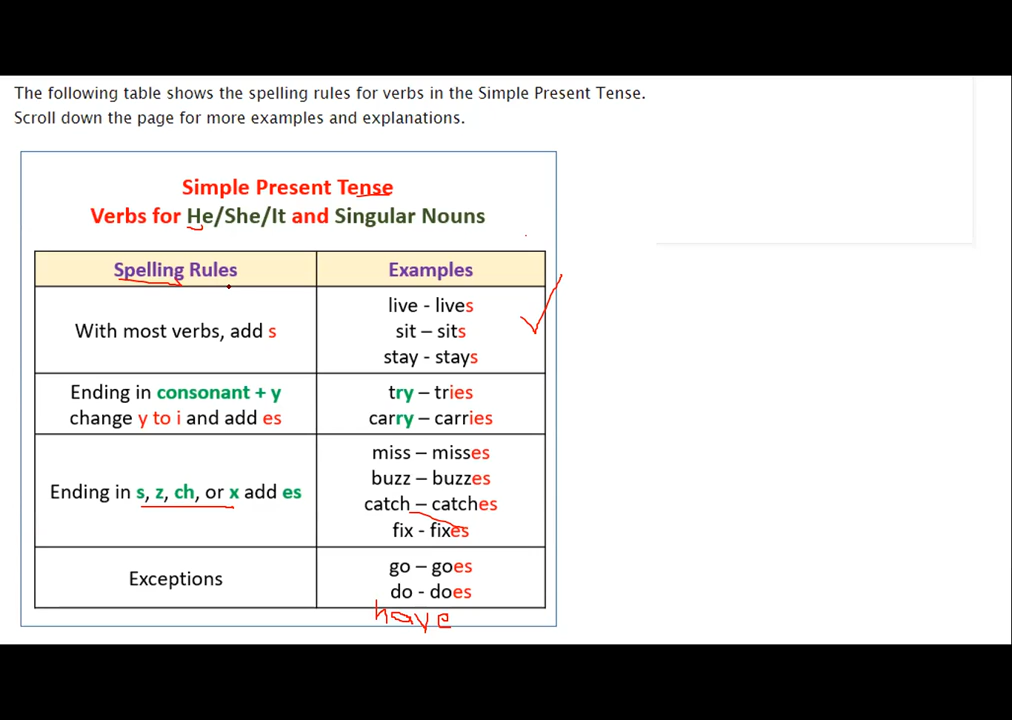 The following table shows the spelling rules for verbs in the Simple Present Tense.
Scroll down the page for more examples and explanations.
Simple Present Tense
Verbs for He/She/It and Singular Nouns
Spelling Rules
Examples
With most verbs, add s
live - lives
sit – sits
stay - stays
Ending in consonant + y
change y to i and add es
try – tries
carry – carries
Ending in s, z, ch, or x add es
miss – misses
buzz – buzzes
catch – catches
fix - fixes
Exceptions
go – goes
do - does
have